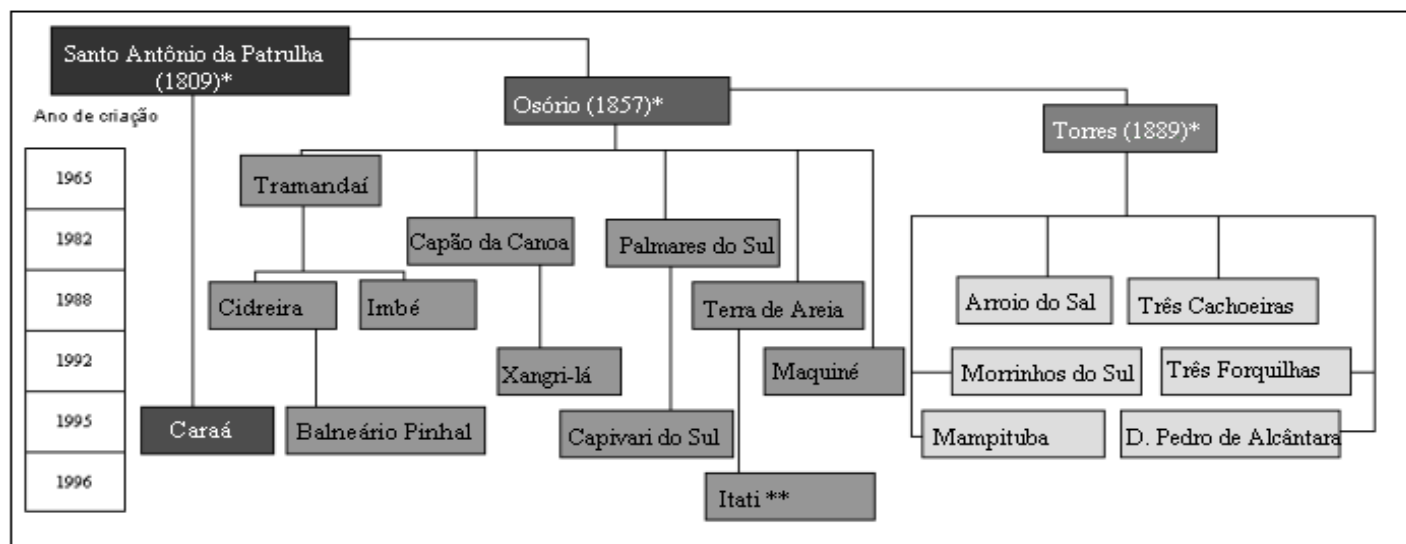 Santo Antônio da Patrulha
(1809)*
Osório (1857)*
Torres (1889)*
Ano de criação
1965
Tramandaí
1982
Capão da Canoa
Palmares do Sul
1988
Cidreira
Imbé
Terra de Areia
Arroio do Sal
Três Cachoeiras
1992
Xangri-lá
Maquiné
Morrinhos do Sul
Três Forquilhas
1995
Caraá
Balneário Pinhal
Capivari do Sul
Mampituba
D. Pedro de Alcântara
1996
Itati **